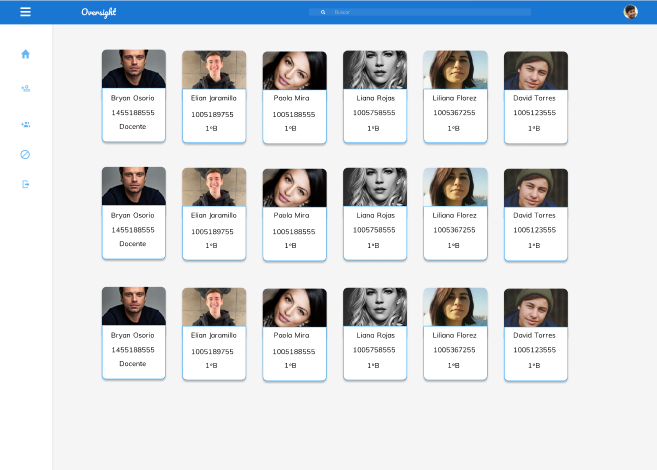 Oversight
Busca
Bryan Osorio
1455188555
Docente
Elian Jaramillo
1005189755
1°B
Paola Mira
1005188555
1°B
Liana Rojas
1005758555
1°B
Liliana Florez
1005367255
1°B
David Torres
1005123555
1°B
Bryan Osorio
1455188555
Docente
Elian Jaramillo
1005189755
1°B
Paola Mira
1005188555
1°B
Liana Rojas
1005758555
1°B
Liliana Florez
1005367255
1°B
David Torres
1005123555
1°B
Bryan Osorio
1455188555
Docente
Elian Jaramillo
1005189755
1°B
Paola Mira
1005188555
1°B
Liana Rojas
1005758555
1°B
Liliana Florez
1005367255
1°B
David Torres
1005123555
1°B